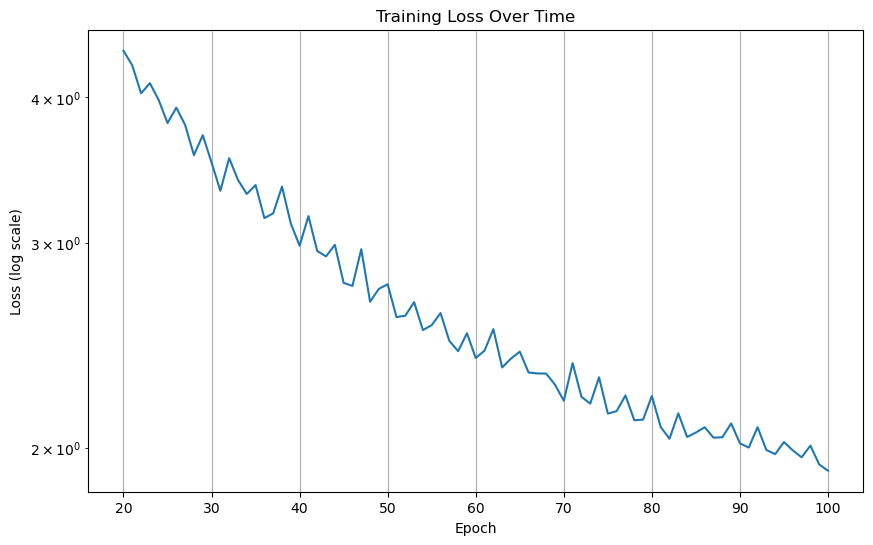 Training Loss Over Time
Loss (log scale)
4 × 10⁰
3 × 10⁰
2 × 10⁰
20 30 40 50 60 70 80 90 100
Epoch